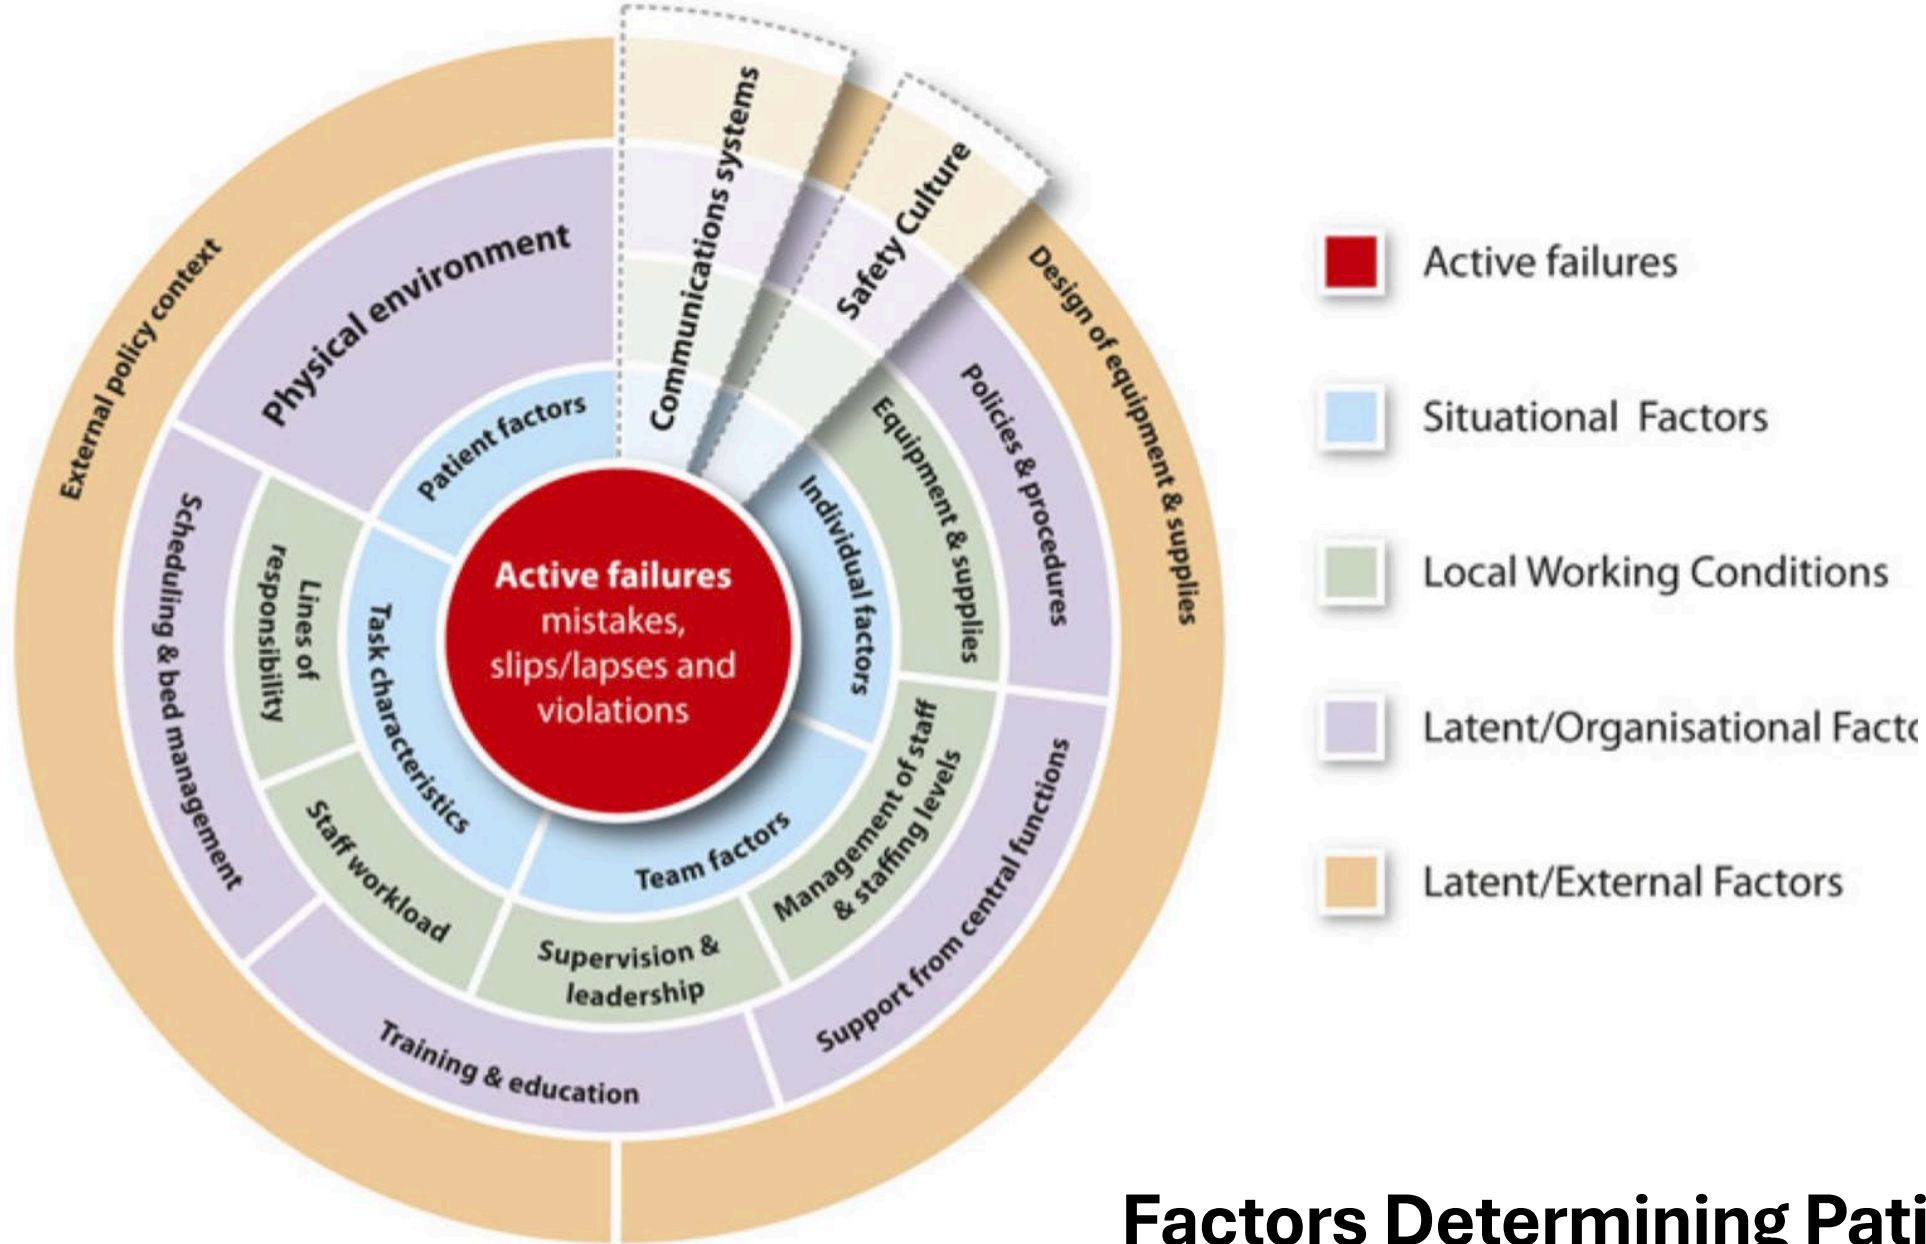 Communications systems
Safety Culture
External policy context
Design of equipment & supplies
Physical environment
Policies & procedures
Support from central functions
Training & education
Scheduling & bed management
Equipment & supplies
Management of staff
& staffing levels
Supervision &
leadership
Staff workload
Lines of
responsibility
Patient factors
Individual factors
Team factors
Task characteristics
Active failures
mistakes,
slips/lapses and
violations
Active failures
Situational Factors
Local Working Conditions
Latent/Organisational Facto
Latent/External Factors
Factors Determining Pati